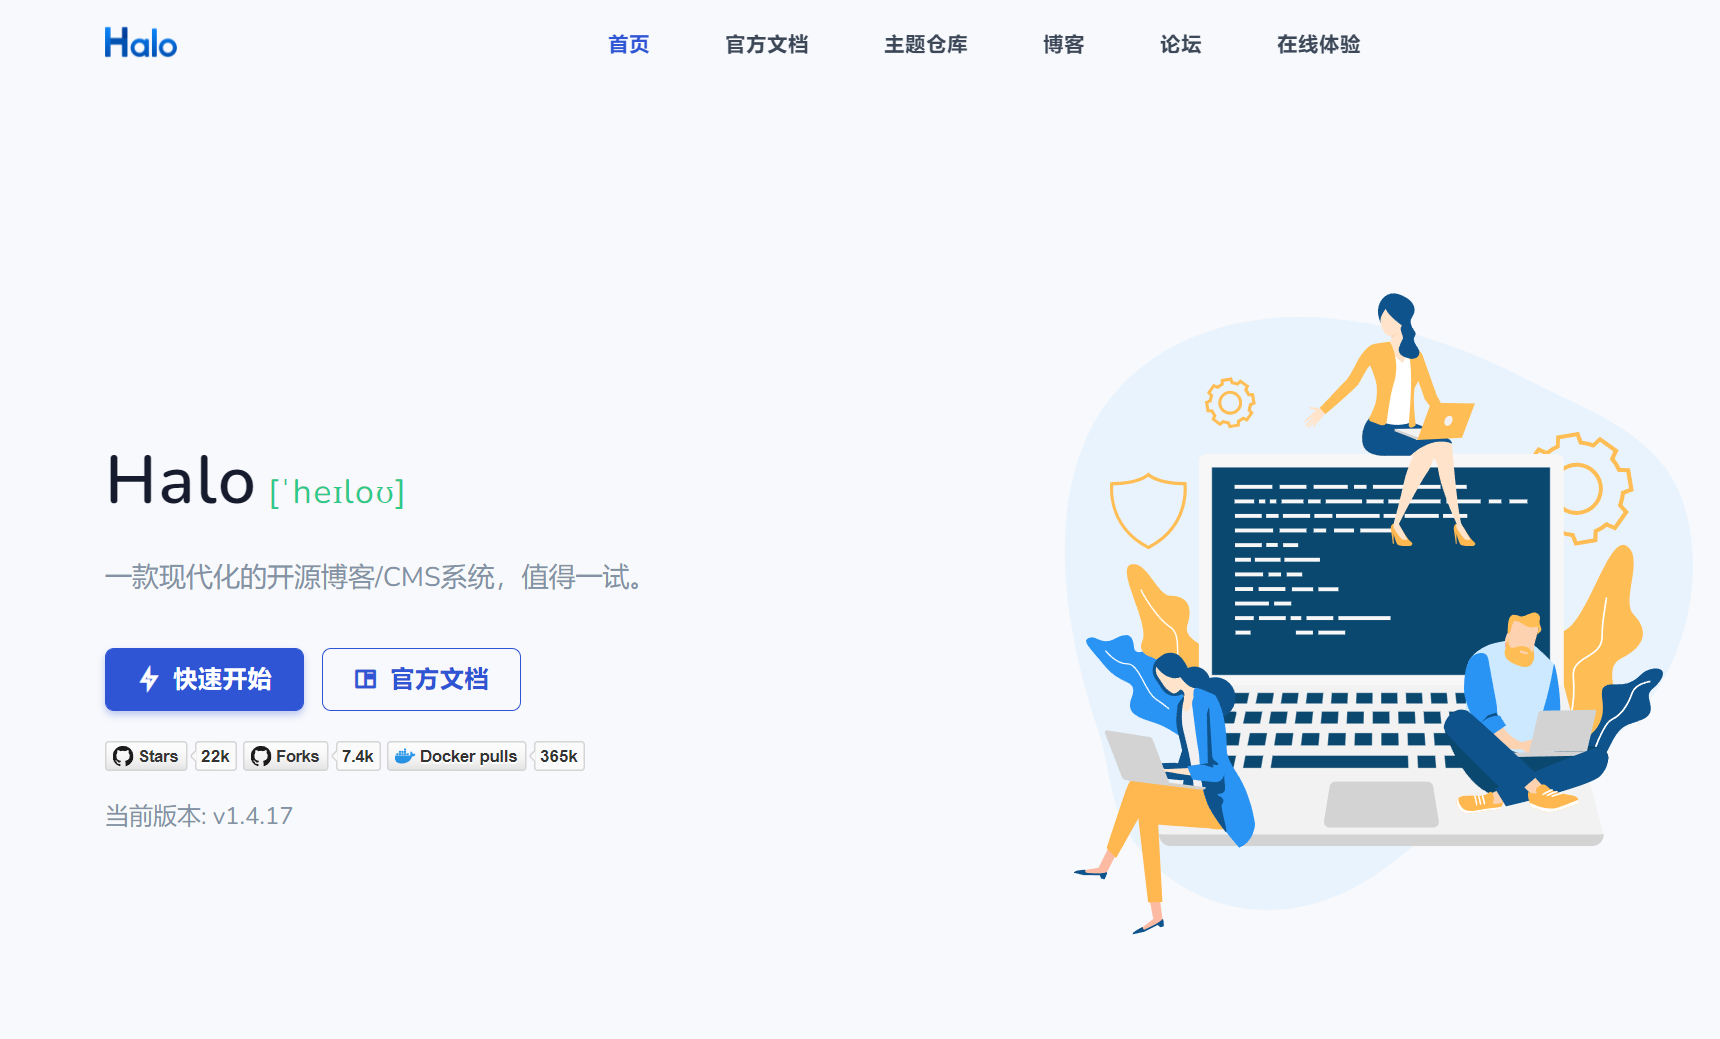 Halo 首页 官方文档 主题仓库 博客 论坛 在线体验
Halo [ˈheɪloʊ]
一款现代化的开源博客/CMS系统，值得一试。
快速开始 官方文档
Stars 22k Forks 7.4k Docker pulls 365k
当前版本: v1.4.17